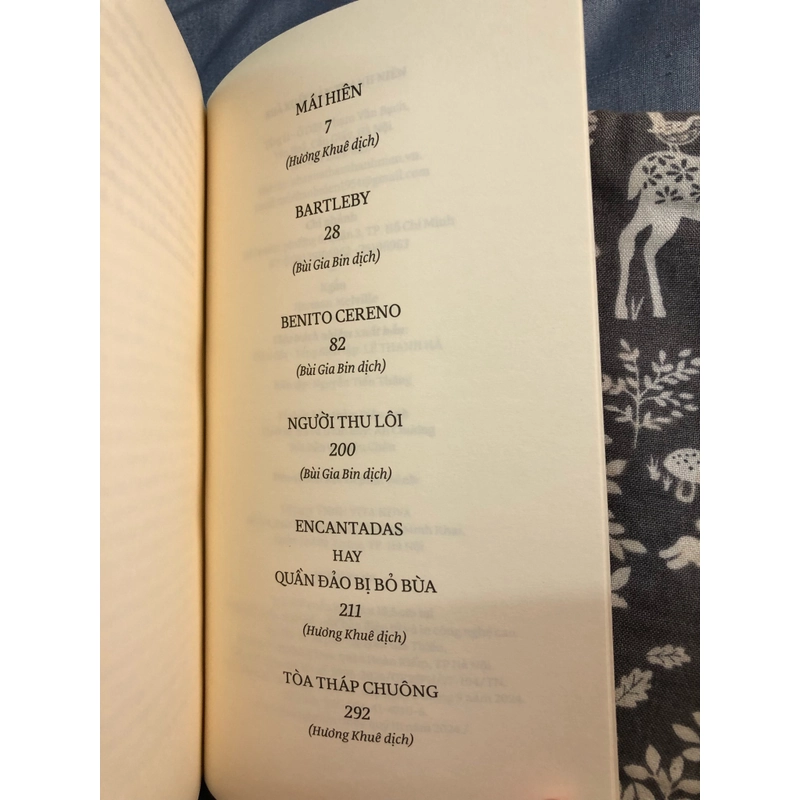 MÁI HIÊN
7
(Hương Khuê dịch)
BARTLEBY
28
(Bùi Gia Bin dịch)
BENITO CERENO
82
(Bùi Gia Bin dịch)
NGƯỜI THU LÔI
200
(Bùi Gia Bin dịch)
ENCANTADAS
HAY
QUẦN ĐẢO BỊ BỎ BÙA
211
(Hương Khuê dịch)
TÒA THÁP CHUÔNG
292
(Hương Khuê dịch)